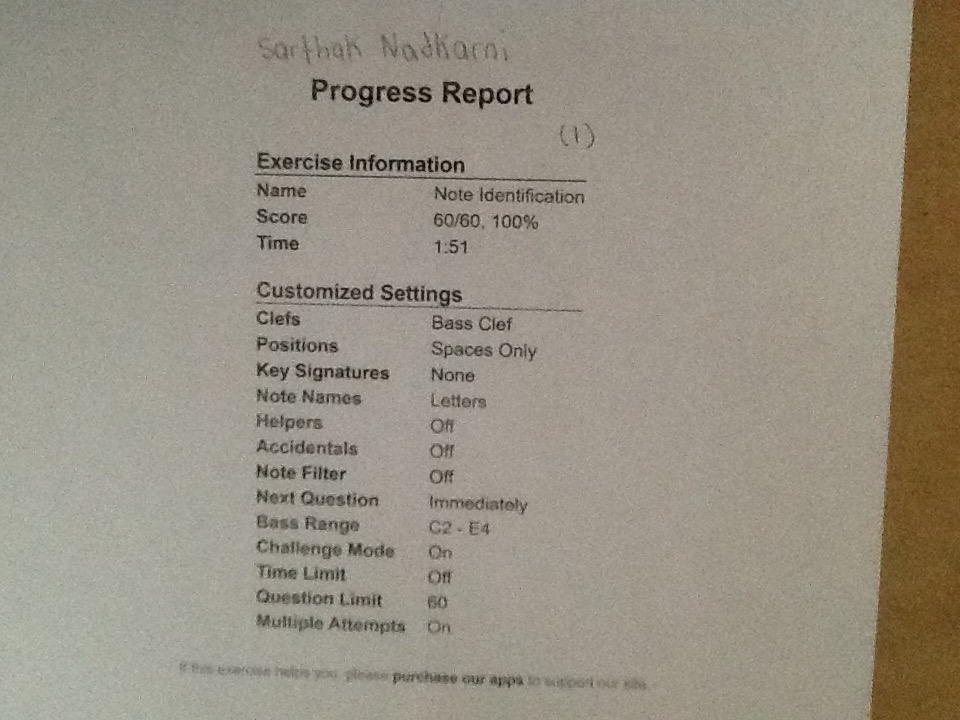 Sarthak Nadkarni
Progress Report
(1)
Exercise Information
Name Note Identification
Score 60/60, 100%
Time 1:51
Customized Settings
Clefs Bass Clef
Positions Spaces Only
Key Signatures None
Note Names Letters
Helpers Off
Accidentals Off
Note Filter Off
Next Question Immediately
Bass Range C2 - E4
Challenge Mode On
Time Limit Off
Question Limit 60
Multiple Attempts On
If this exercise helps you, please purchase our apps to support our site.